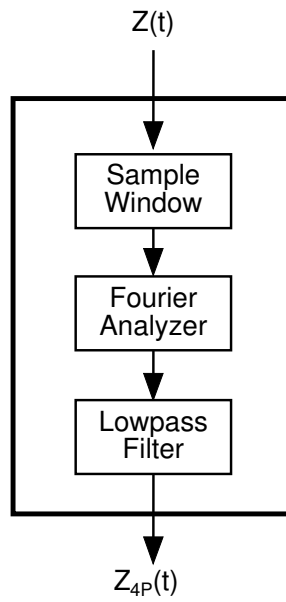 Z(t)
Sample
Window
Fourier
Analyzer
Lowpass
Filter
Z4P(t)